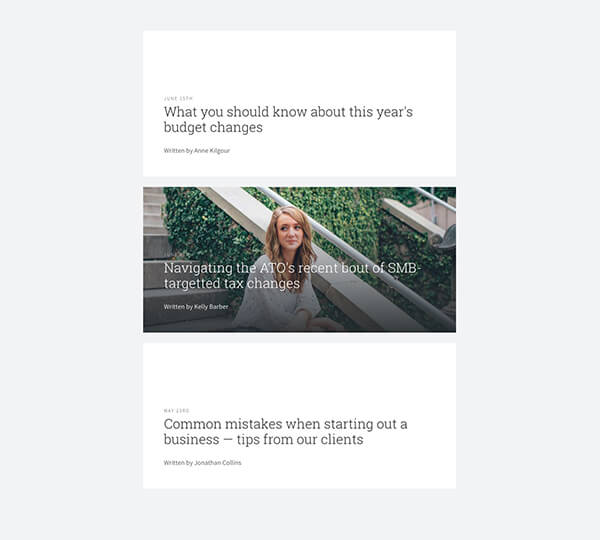 JUNE 15TH
What you should know about this year's
budget changes
Written by Anne Kilgour
Navigating the ATO's recent bout of SMB-
targetted tax changes
Written by Kelly Barber
MAY 23RD
Common mistakes when starting out a
business — tips from our clients
Written by Jonathan Collins